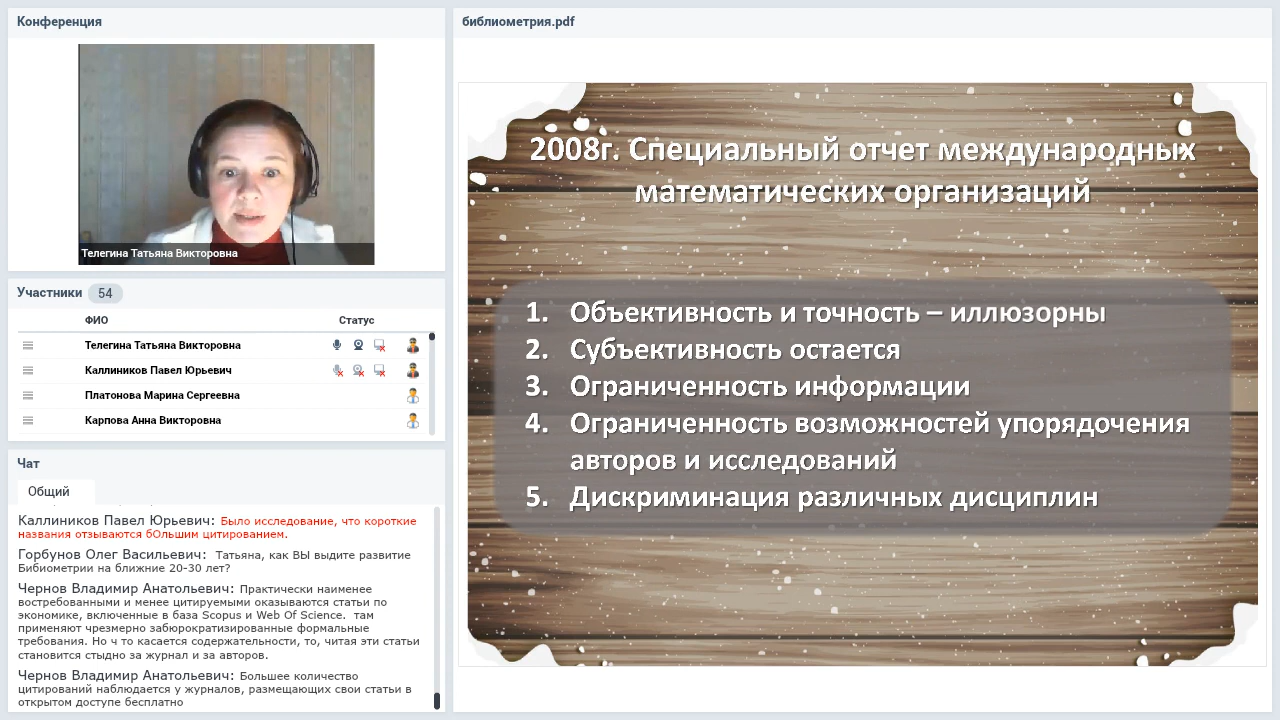 Конференция
Телегина Татьяна Викторовна
Участники 54
ФИО Статус
Телегина Татьяна Викторовна
Каллиников Павел Юрьевич
Платонова Марина Сергеевна
Карпова Анна Викторовна
Чат
Общий
Каллиников Павел Юрьевич: Было исследование, что короткие
названия отзываются бОльшим цитированием.
Горбунов Олег Васильевич: Татьяна, как ВЫ выдите развитие
Бибиометрии на ближние 20-30 лет?
Чернов Владимир Анатольевич: Практически наименее
востребованными и менее цитируемыми оказываются статьи по
экономике, включенные в база Scopus и Web Of Science. там
применяют чрезмерно забюрократизированные формальные
требования. Но ч то касается содержательности, то, читая эти статьи
становится стыдно за журнал и за авторов.
Чернов Владимир Анатольевич: Большее количество
цитирований наблюдается у журналов, размещающих свои статьи в
открытом доступе бесплатно
библиометрия.pdf
2008г. Специальный отчет международных
математических организаций
1. Объективность и точность – иллюзорны
2. Субъективность остается
3. Ограниченность информации
4. Ограниченность возможностей упорядочения
авторов и исследований
5. Дискриминация различных дисциплин